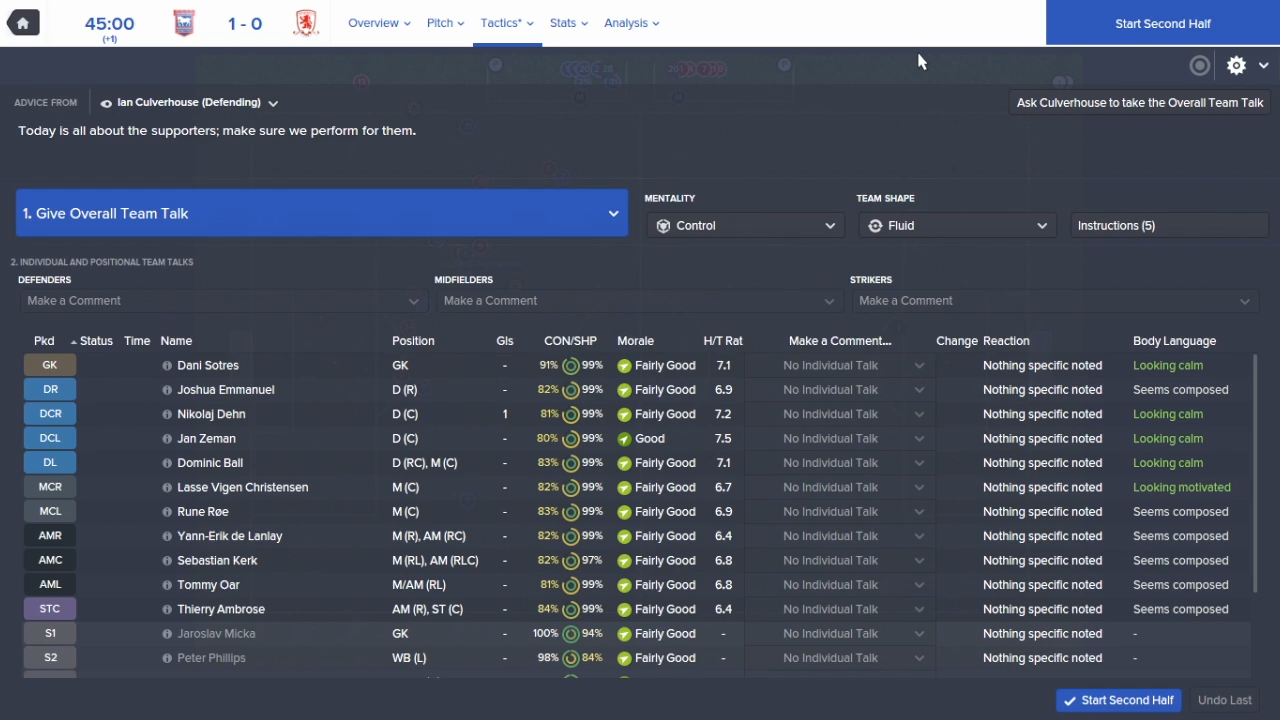 45:00 1 - 0 Overview Pitch Tactics* Stats Analysis Start Second Half
(+1)
ADVICE FROM Ian Culverhouse (Defending) Ask Culverhouse to take the Overall Team Talk
Today is all about the supporters; make sure we perform for them.
MENTALITY TEAM SHAPE
1. Give Overall Team Talk Control Fluid Instructions (5)
2. INDIVIDUAL AND POSITIONAL TEAM TALKS
DEFENDERS MIDFIELDERS STRIKERS
Make a Comment Make a Comment Make a Comment
Pkd Status Time Name Position Gls CON/SHP Morale H/T Rat Make a Comment... Change Reaction Body Language
GK Dani Sotres GK - 91% 99% Fairly Good 7.1 No Individual Talk Nothing specific noted Looking calm
DR Joshua Emmanuel D (R) - 82% 99% Fairly Good 6.9 No Individual Talk Nothing specific noted Seems composed
DCR Nikolaj Dehn D (C) 1 81% 99% Fairly Good 7.2 No Individual Talk Nothing specific noted Looking calm
DCL Jan Zeman D (C) - 80% 99% Good 7.5 No Individual Talk Nothing specific noted Looking calm
DL Dominic Ball D (RC), M (C) - 83% 99% Fairly Good 7.1 No Individual Talk Nothing specific noted Looking calm
MCR Lasse Vigen Christensen M (C) - 82% 99% Fairly Good 6.7 No Individual Talk Nothing specific noted Looking motivated
MCL Rune Røe M (C) - 83% 99% Fairly Good 6.9 No Individual Talk Nothing specific noted Seems composed
AMR Yann-Erik de Lanlay M (R), AM (RC) - 82% 99% Fairly Good 6.4 No Individual Talk Nothing specific noted Seems composed
AMC Sebastian Kerk M (RL), AM (RLC) - 82% 97% Fairly Good 6.8 No Individual Talk Nothing specific noted Seems composed
AML Tommy Oar M/AM (RL) - 81% 99% Fairly Good 6.8 No Individual Talk Nothing specific noted Seems composed
STC Thierry Ambrose AM (R), ST (C) - 84% 99% Fairly Good 6.4 No Individual Talk Nothing specific noted Seems composed
S1 Jaroslav Micka GK - 100% 94% Fairly Good - No Individual Talk Nothing specific noted -
S2 Peter Phillips WB (L) - 98% 84% Fairly Good - No Individual Talk Nothing specific noted -
Start Second Half Undo Last